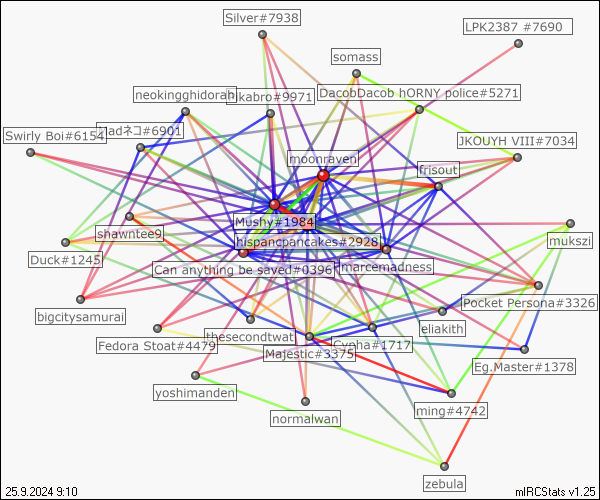 Silver#7938
LPK2387 #7690
somass
neokingghidorah
ikabro#9971
DacobDacob hORNY police#5271
Swirly Boi#6154
adネコ#6901
JKOUYH VIII#7034
moonraven
frisout
Mushy#1984
shawntee9
hispancpancakes#2928
mukszi
Duck#1245
Can anything be saved#0396
marcemadness
Pocket Persona#3326
bigcitysamurai
eliakith
Fedora Stoat#4479
thesecondtwat
Cypha#1717
Majestic#3375
Eg.Master#1378
yoshimanden
ming#4742
normalwan
zebula
25.9.2024 9:10
mIRCStats v1.25